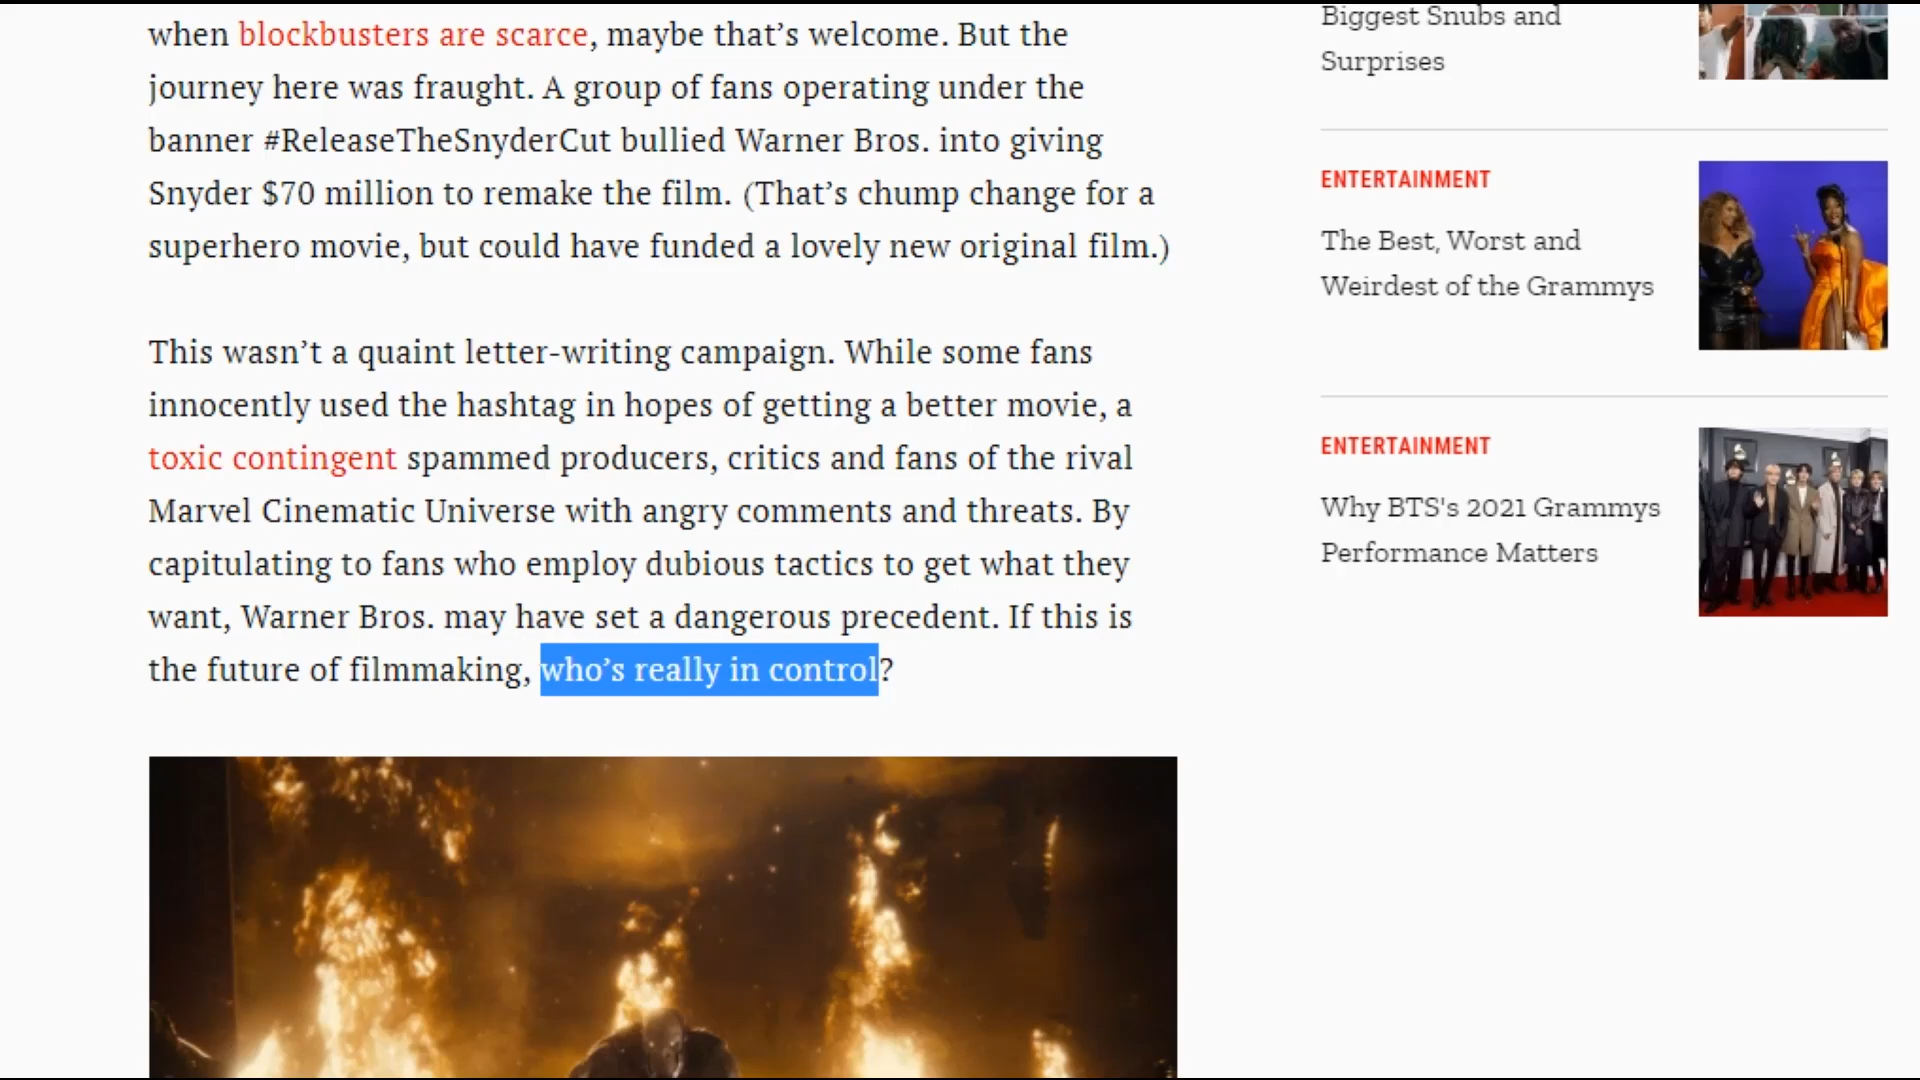 when blockbusters are scarce, maybe that’s welcome. But the
journey here was fraught. A group of fans operating under the
banner #ReleaseTheSnyderCut bullied Warner Bros. into giving
Snyder $70 million to remake the film. (That’s chump change for a
superhero movie, but could have funded a lovely new original film.)
This wasn’t a quaint letter-writing campaign. While some fans
innocently used the hashtag in hopes of getting a better movie, a
toxic contingent spammed producers, critics and fans of the rival
Marvel Cinematic Universe with angry comments and threats. By
capitulating to fans who employ dubious tactics to get what they
want, Warner Bros. may have set a dangerous precedent. If this is
the future of filmmaking, who’s really in control?
Biggest Snubs and
Surprises
ENTERTAINMENT
The Best, Worst and
Weirdest of the Grammys
ENTERTAINMENT
Why BTS's 2021 Grammys
Performance Matters